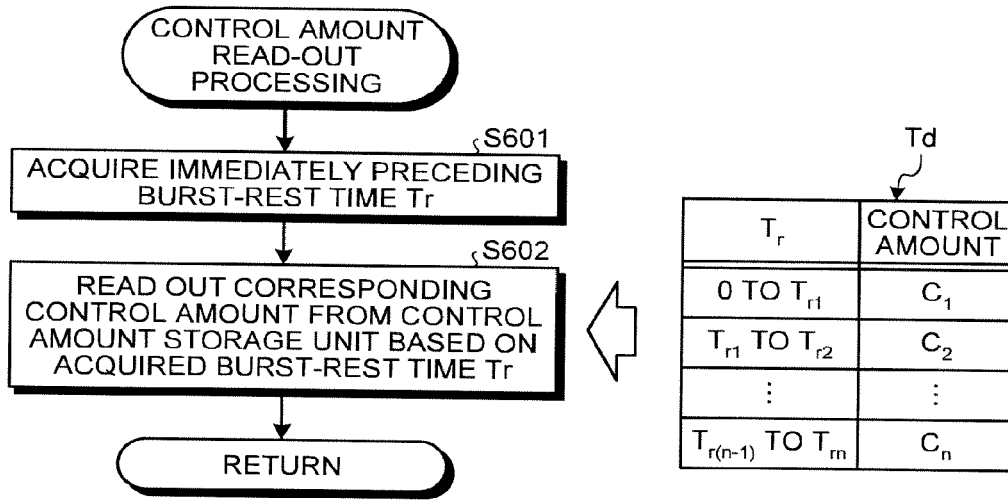 CONTROL AMOUNT
READ-OUT
PROCESSING
S601
ACQUIRE IMMEDIATELY PRECEDING
BURST-REST TIME Tr
S602
READ OUT CORRESPONDING
CONTROL AMOUNT FROM CONTROL
AMOUNT STORAGE UNIT BASED ON
ACQUIRED BURST-REST TIME Tr
RETURN
Td
Tr CONTROL
AMOUNT
0 TO Tr1 C1
Tr1 TO Tr2 C2
⋮ ⋮
Tr(n-1) TO Trn Cn